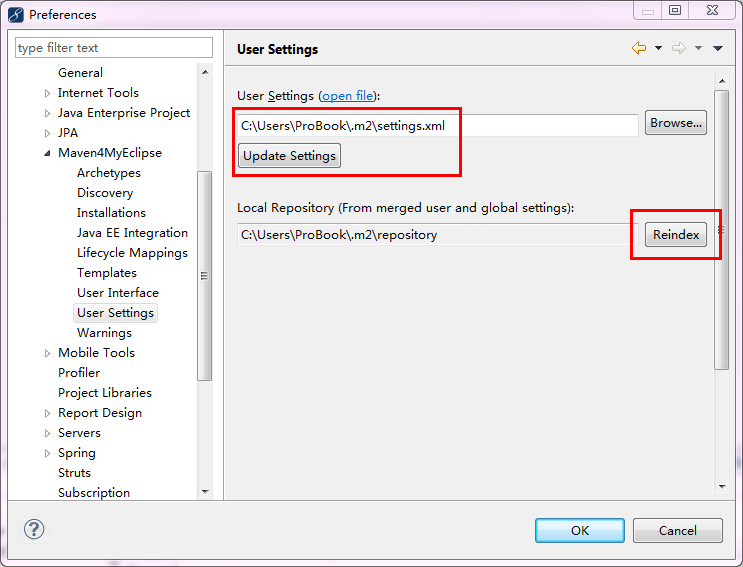 Preferences
type filter text
General
Internet Tools
Java Enterprise Project
JPA
Maven4MyEclipse
Archetypes
Discovery
Installations
Java EE Integration
Lifecycle Mappings
Templates
User Interface
User Settings
Warnings
Mobile Tools
Profiler
Project Libraries
Report Design
Servers
Spring
Struts
Subscription
User Settings
User Settings (open file):
C:\Users\ProBook\.m2\settings.xml
Browse...
Update Settings
Local Repository (From merged user and global settings):
C:\Users\ProBook\.m2\repository
Reindex
?
OK
Cancel